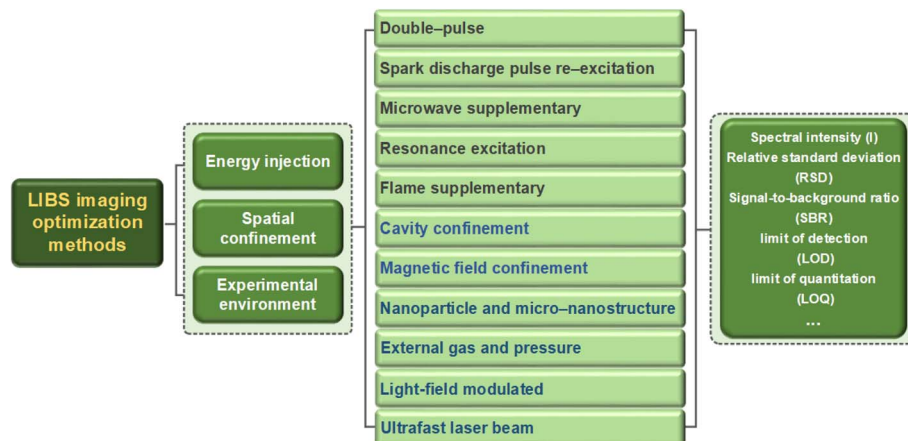 LIBS imaging
optimization
methods
Energy injection
Spatial
confinement
Experimental
environment
Double–pulse
Spark discharge pulse re–excitation
Microwave supplementary
Resonance excitation
Flame supplementary
Cavity confinement
Magnetic field confinement
Nanoparticle and micro–nanostructure
External gas and pressure
Light-field modulated
Ultrafast laser beam
Spectral intensity (I)
Relative standard deviation
(RSD)
Signal-to-background ratio
(SBR)
limit of detection
(LOD)
limit of quantitation
(LOQ)
...